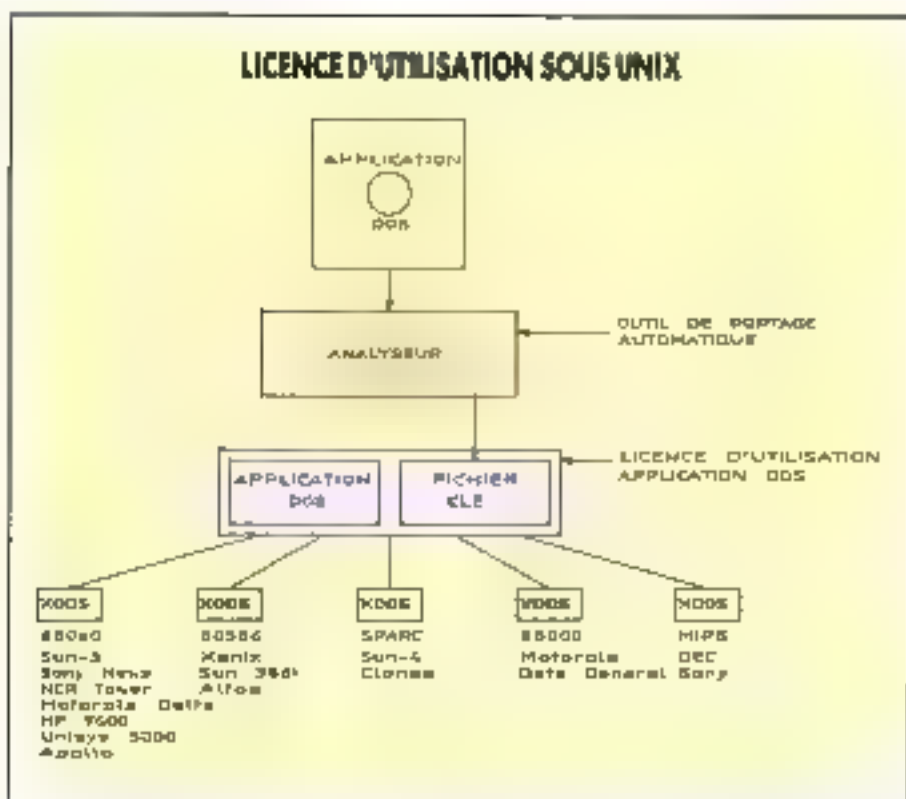 LICENCE D'UTILISATION SOUS UNIX
APPLICATION
DOS
ANALYSEUR
OUTIL DE PORTAGE
AUTOMATIQUE
LICENCE D'UTILISATION
APPLICATION DOS
APPLICATION
DOS
FICHIER
CLE
XDOS
XDOS
XDOS
XDOS
XDOS
680x0
Sun-3
Sony News
NCR Tower
Motorola Delta
HP
Unisys 5000
Apollo
80386
Xenix
Sun 386i
Altos
SPARC
Sun-4
Clones
88000
Motorola
Data General
MIPS
DEC
Sony